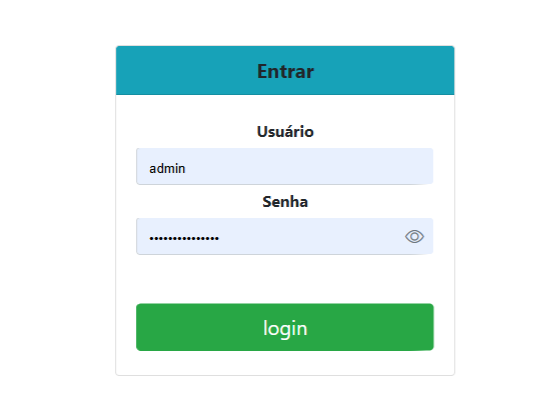 Entrar
Usuário
admin
Senha
•••••••••••••••
login